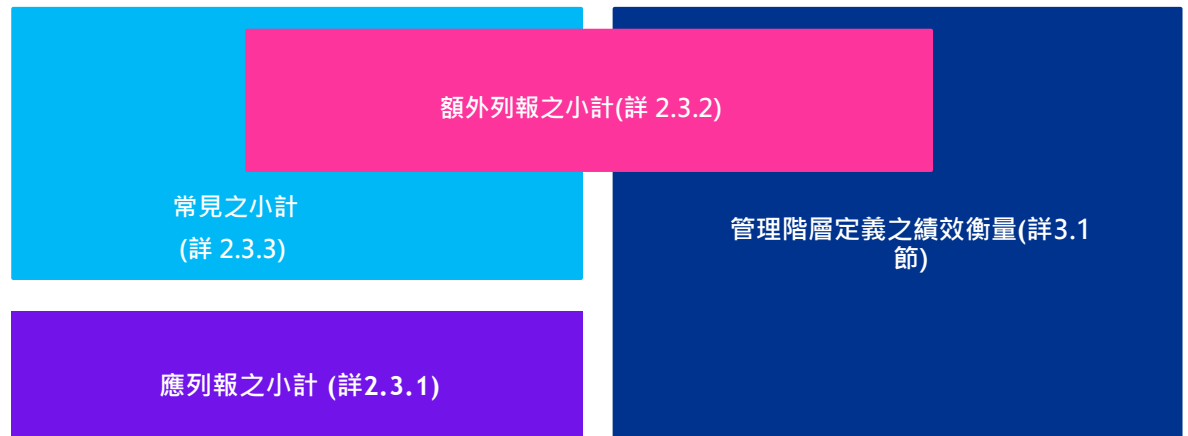 額外列報之小計(詳 2.3.2)
常見之小計
(詳 2.3.3)
管理階層定義之績效衡量(詳3.1
節)
應列報之小計 (詳2.3.1)